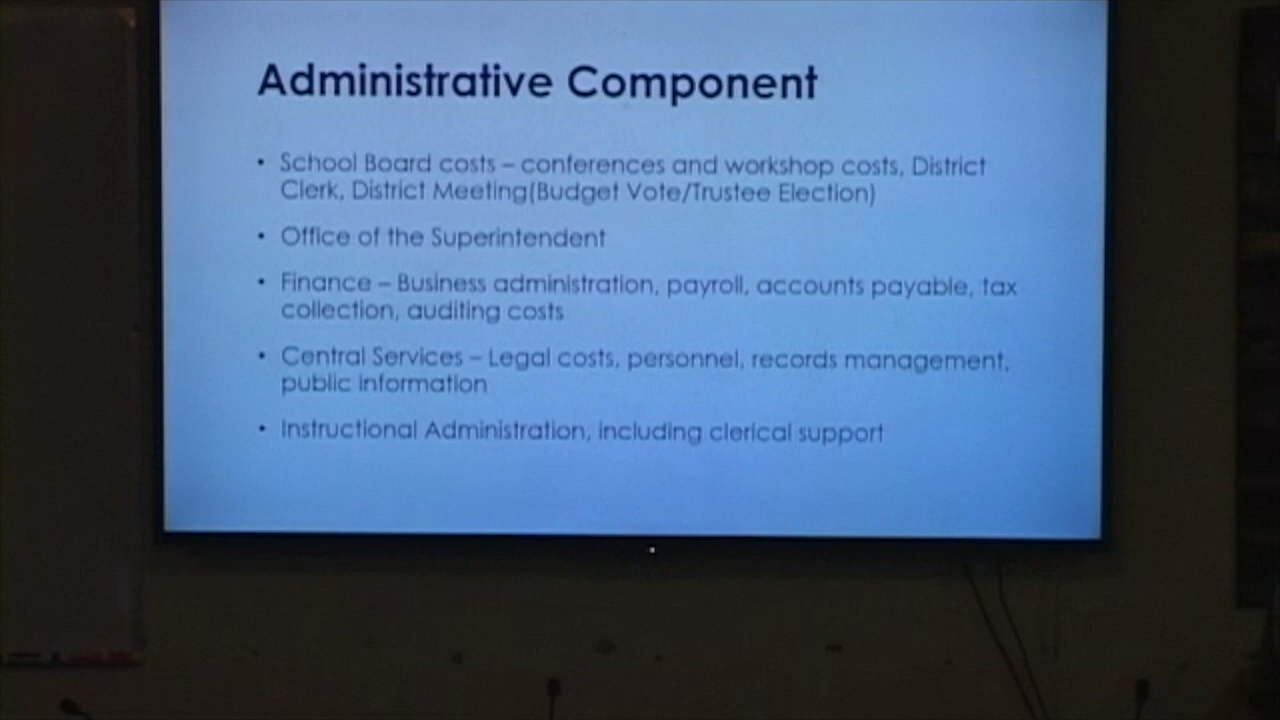 Administrative Component
• School Board costs – conferences and workshop costs, District
Clerk, District Meeting(Budget Vote/Trustee Election)
• Office of the Superintendent
• Finance – Business administration, payroll, accounts payable, tax
collection, auditing costs
• Central Services – Legal costs, personnel, records management,
public information
• Instructional Administration, including clerical support